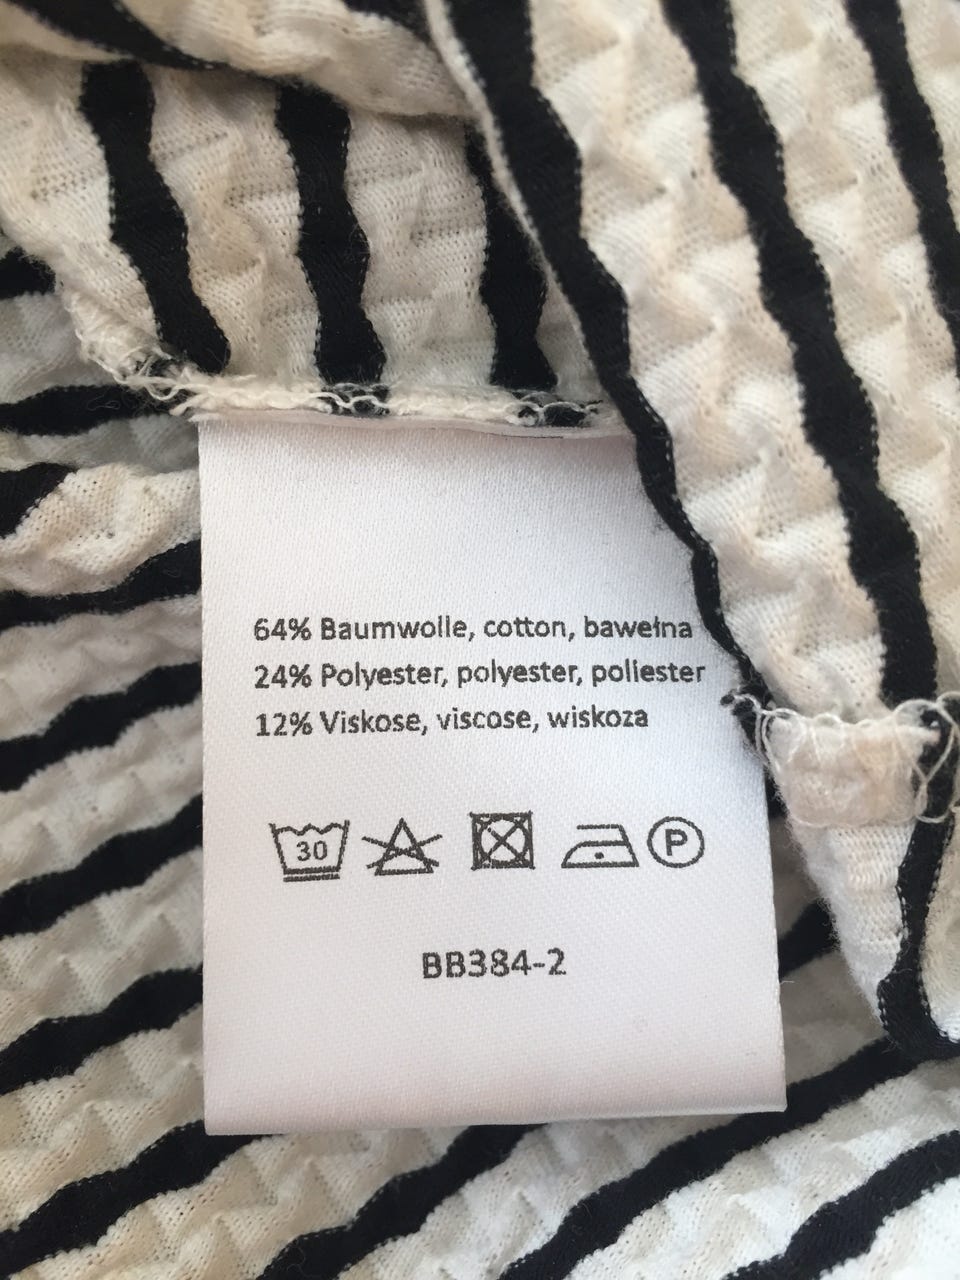 64% Baumwolle, cotton, bawełna
24% Polyester, polyester, poliester
12% Viskose, viscose, wiskoza
30 P
BB384-2